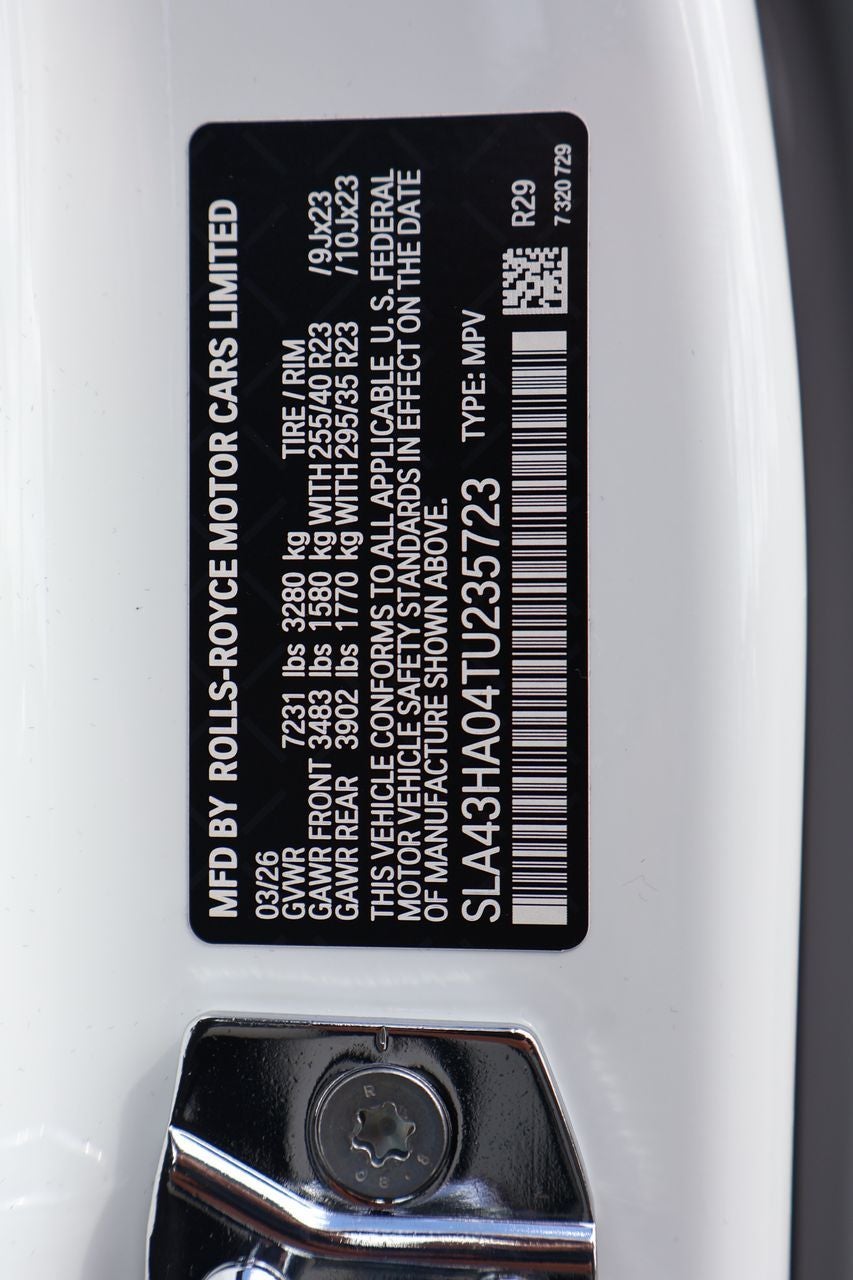 MFD BY ROLLS-ROYCE MOTOR CARS LIMITED
03/26
GVWR 7231 lbs 3280 kg TIRE / RIM
GAWR FRONT 3483 lbs 1580 kg WITH 255/40 R23 / 9Jx23
GAWR REAR 3902 lbs 1770 kg WITH 295/35 R23 / 10Jx23
THIS VEHICLE CONFORMS TO ALL APPLICABLE U. S. FEDERAL
MOTOR VEHICLE SAFETY STANDARDS IN EFFECT ON THE DATE
OF MANUFACTURE SHOWN ABOVE.
SLA43HA04TU235723 TYPE: MPV
R29
7 320 729
R
8.80